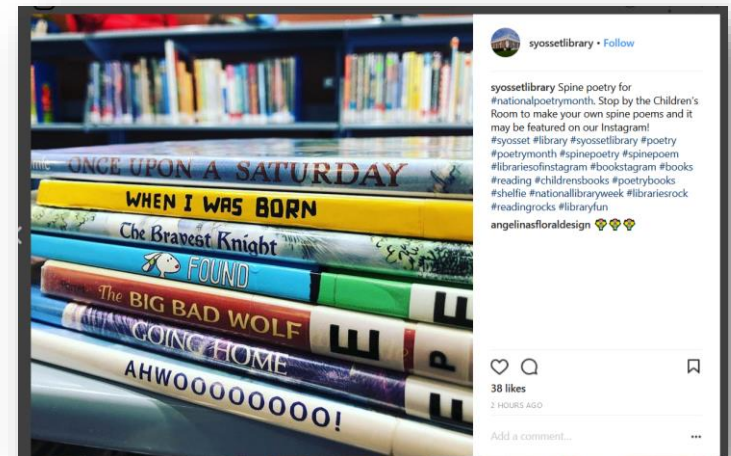 ONCE UPON A SATURDAY
WHEN I WAS BORN
The Bravest Knight
FOUND
The BIG BAD WOLF
GOING HOME
AHWOOOOOOOO!
E
E
P
E
P
E
syossetlibrary • Follow
syossetlibrary Spine poetry for
#nationalpoetrymonth. Stop by the Children's
Room to make your own spine poems and it
may be featured on our Instagram!
#syosset #library #syossetlibrary #poetry
#poetrymonth #spinepoetry #spinepoem
#librariesofinstagram #bookstagram #books
#reading #childrensbooks #poetrybooks
#shelfie #nationallibraryweek #librariesrock
#readingrocks #libraryfun
angelinasfloraldesign
38 likes
2 HOURS AGO
Add a comment...